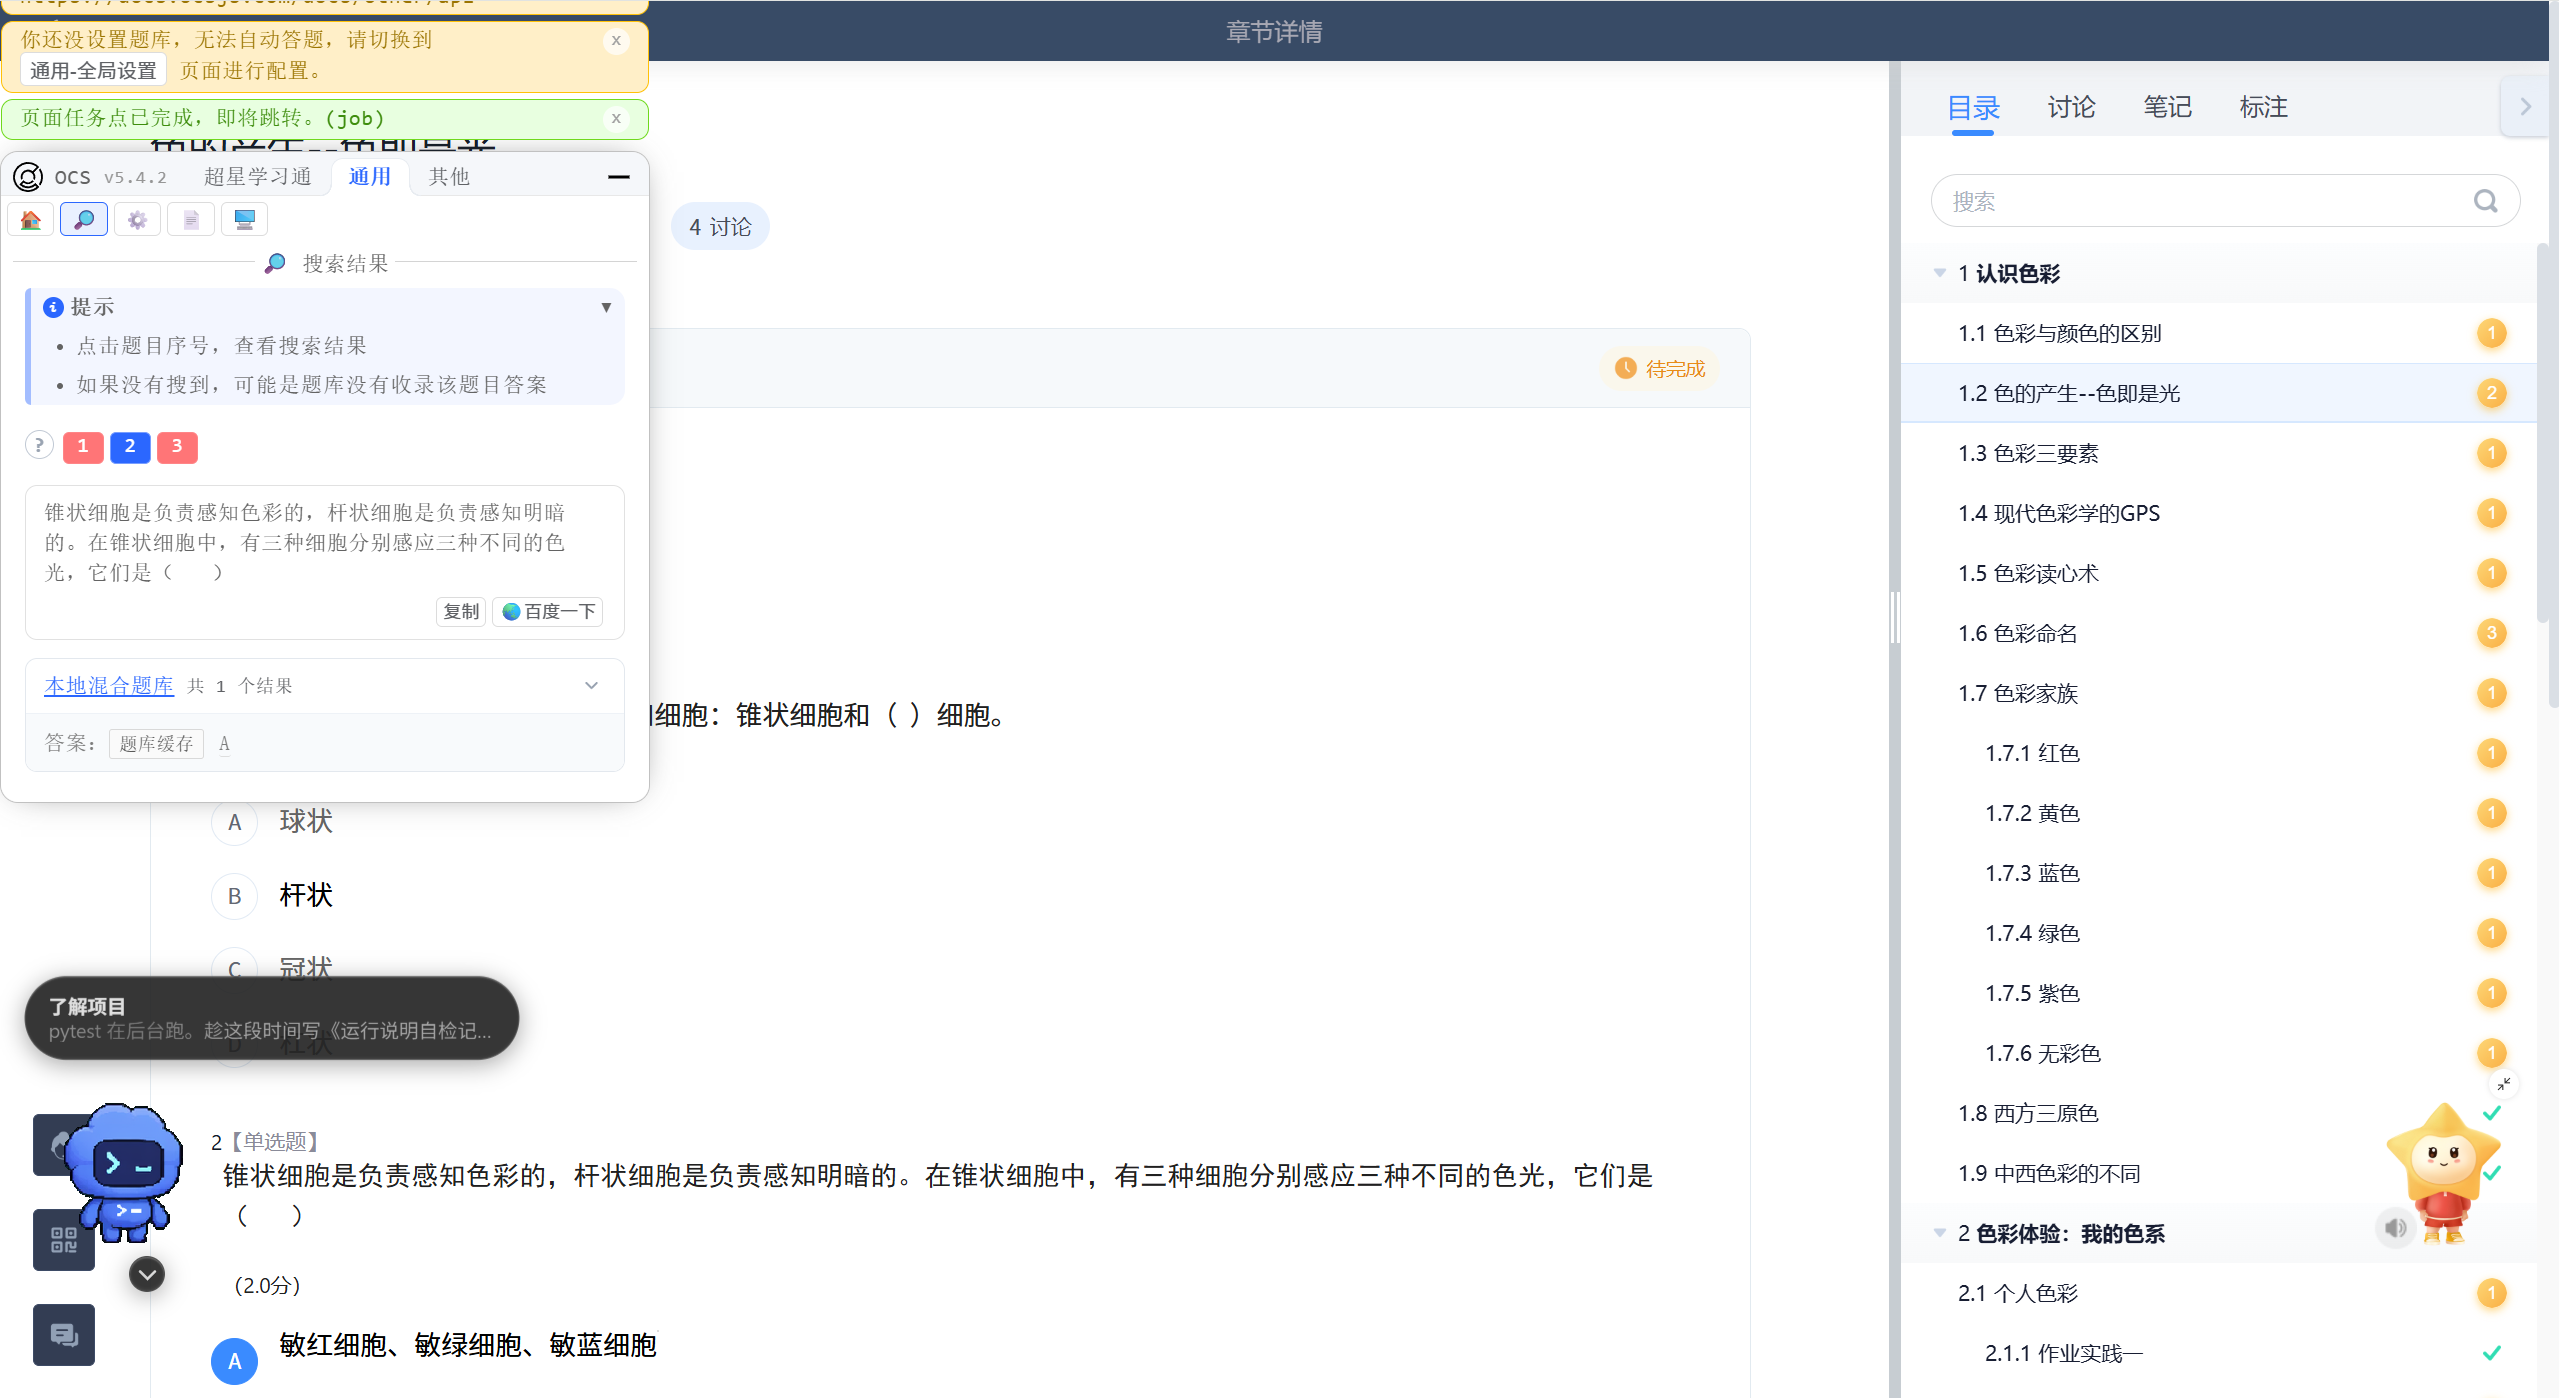 章节详情
你还没设置题库，无法自动答题，请切换到
通用-全局设置 页面进行配置。
x
页面任务点已完成，即将跳转。(job)
x
OCS v5.4.2 超星学习通 通用 其他
搜索结果
提示
点击题目序号，查看搜索结果
如果没有搜到，可能是题库没有收录该题目答案
? 1 2 3
锥状细胞是负责感知色彩的，杆状细胞是负责感知明暗
的。在锥状细胞中，有三种细胞分别感应三种不同的色
光，它们是（ ）
复制 百度一下
本地混合题库 共 1 个结果
答案： 题库缓存 A
4 讨论
待完成
细胞：锥状细胞和（ ）细胞。
A 球状
B 杆状
C 冠状
了解项目
pytest 在后台跑。趁这段时间写《运行说明自检记...
2【单选题】
锥状细胞是负责感知色彩的，杆状细胞是负责感知明暗的。在锥状细胞中，有三种细胞分别感应三种不同的色光，它们是
（ ）
（2.0分）
A 敏红细胞、敏绿细胞、敏蓝细胞
目录 讨论 笔记 标注
搜索
1 认识色彩
1.1 色彩与颜色的区别 1
1.2 色的产生--色即是光 2
1.3 色彩三要素 1
1.4 现代色彩学的GPS 1
1.5 色彩读心术 1
1.6 色彩命名 3
1.7 色彩家族 1
1.7.1 红色 1
1.7.2 黄色 1
1.7.3 蓝色 1
1.7.4 绿色 1
1.7.5 紫色 1
1.7.6 无彩色 1
1.8 西方三原色
1.9 中西色彩的不同
2 色彩体验：我的色系
2.1 个人色彩 1
2.1.1 作业实践一